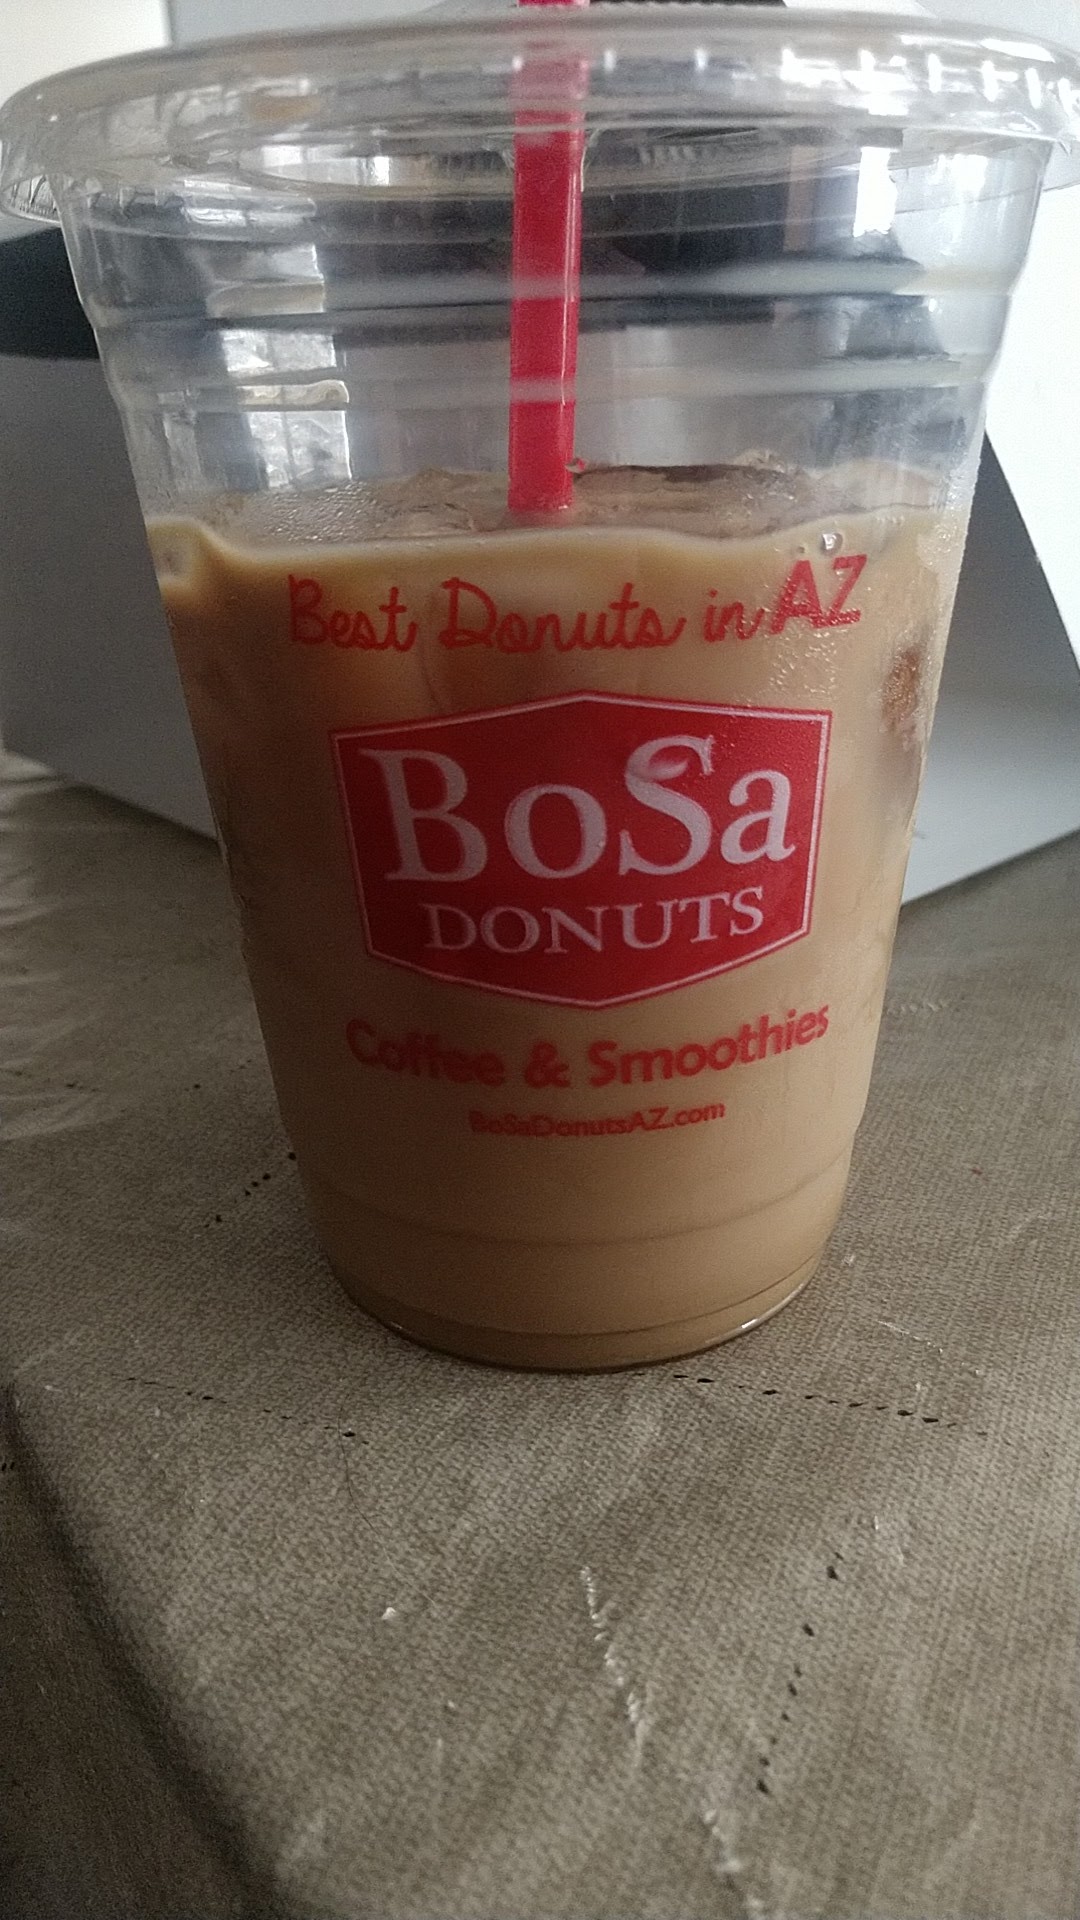 Best Donuts in AZ
BoSa
DONUTS
Coffee & Smoothies
BoSaDonutsAZ.com